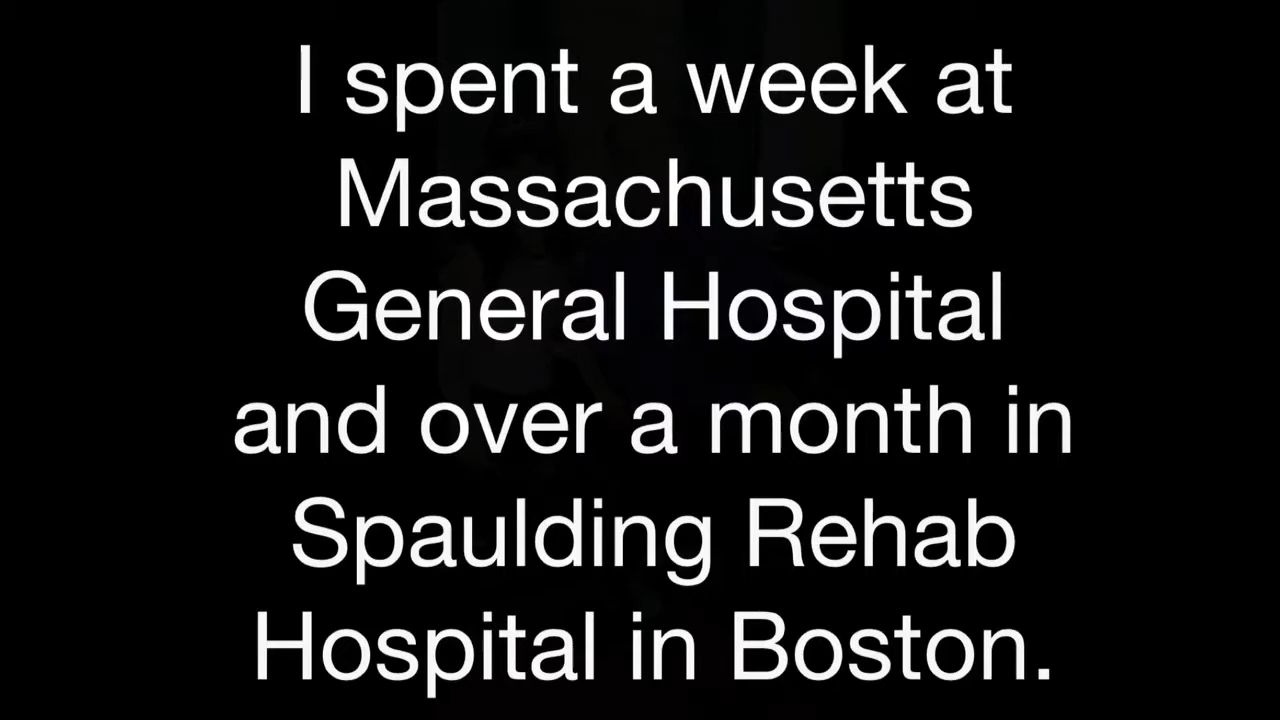 I spent a week at
Massachusetts
General Hospital
and over a month in
Spaulding Rehab
Hospital in Boston.